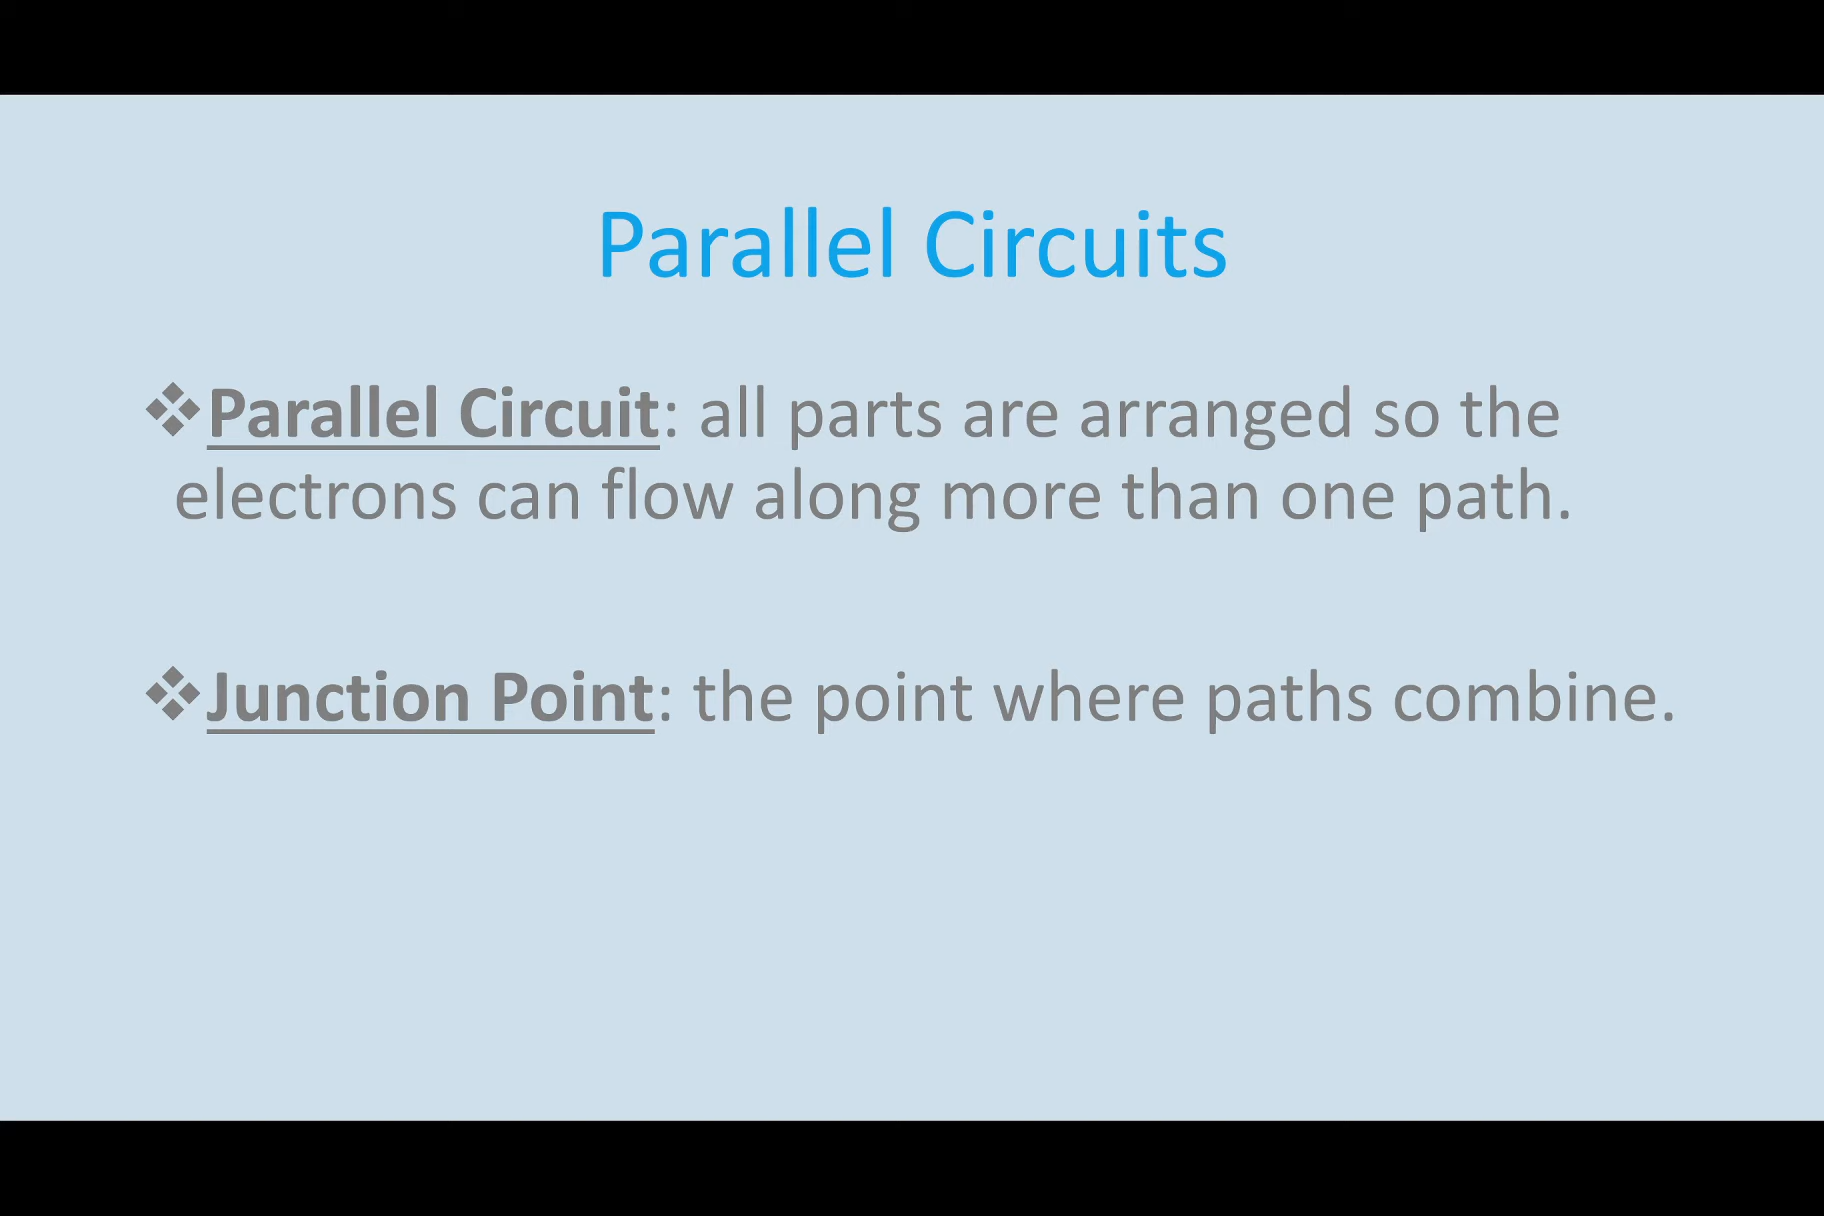 Parallel Circuits
❖Parallel Circuit: all parts are arranged so the
electrons can flow along more than one path.
❖Junction Point: the point where paths combine.